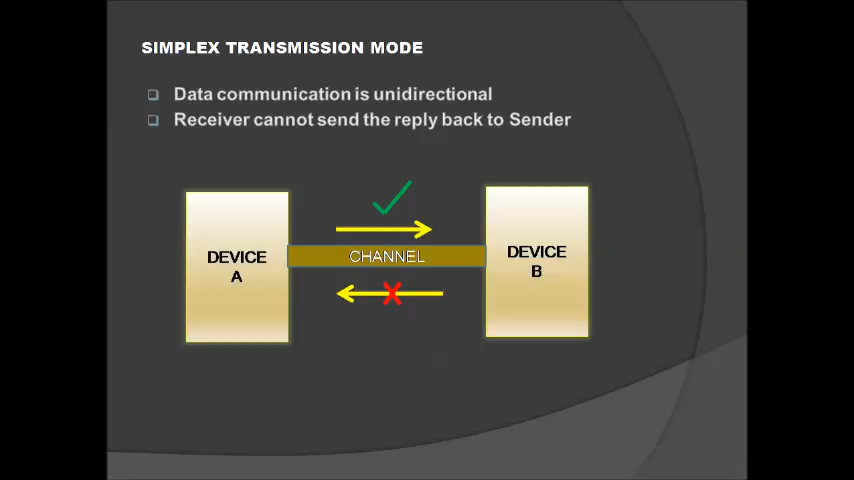 SIMPLEX TRANSMISSION MODE
Data communication is unidirectional
Receiver cannot send the reply back to Sender
DEVICE
A
CHANNEL
DEVICE
B